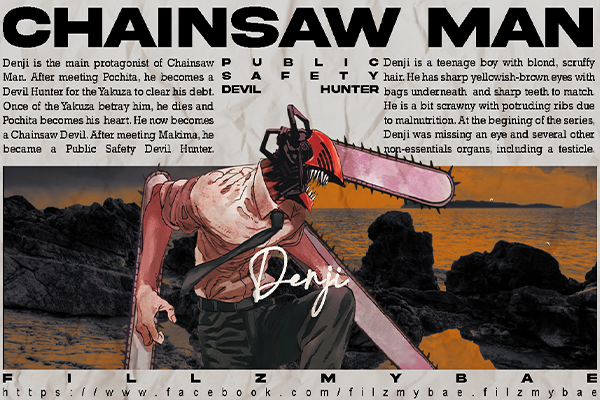 CHAINSAW MAN
Denji is the main protagonist of Chainsaw
Man. After meeting Pochita, he becomes a
Devil Hunter for the Yakuza to clear his debt.
Once of the Yakuza betray him, he dies and
Pochita becomes his heart. He now becomes
a Chainsaw Devil. After meeting Makima, he
became a Public Safety Devil Hunter.
PUBLIC
SAFETY
DEVIL HUNTER
Denji is a teenage boy with blond, scruffy
hair. He has sharp yellowish-brown eyes with
bags underneath and sharp teeth to match.
He is a bit scrawny with potruding ribs due
to malnutrition. At the begining of the series,
Denji was missing an eye and several other
non-essentials organs, including a testicle.
Denji
FILZMYBAE
https://www.facebook.com/filzmybae.filzmybae